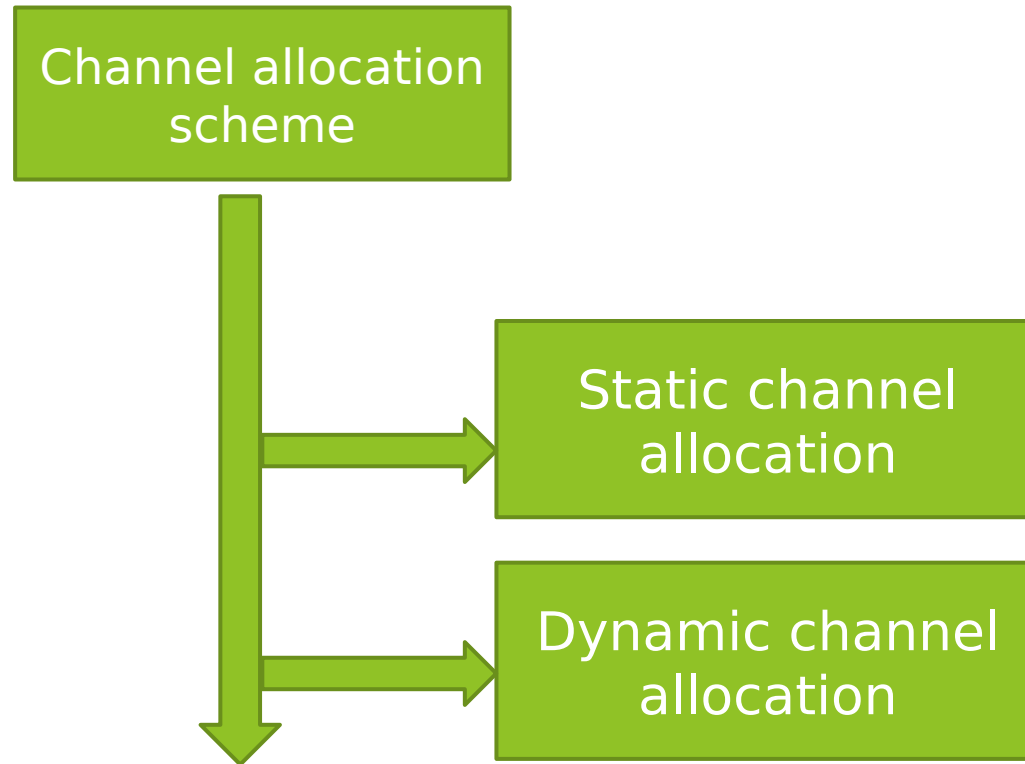 Channel allocation
scheme
Static channel
allocation
Dynamic channel
allocation